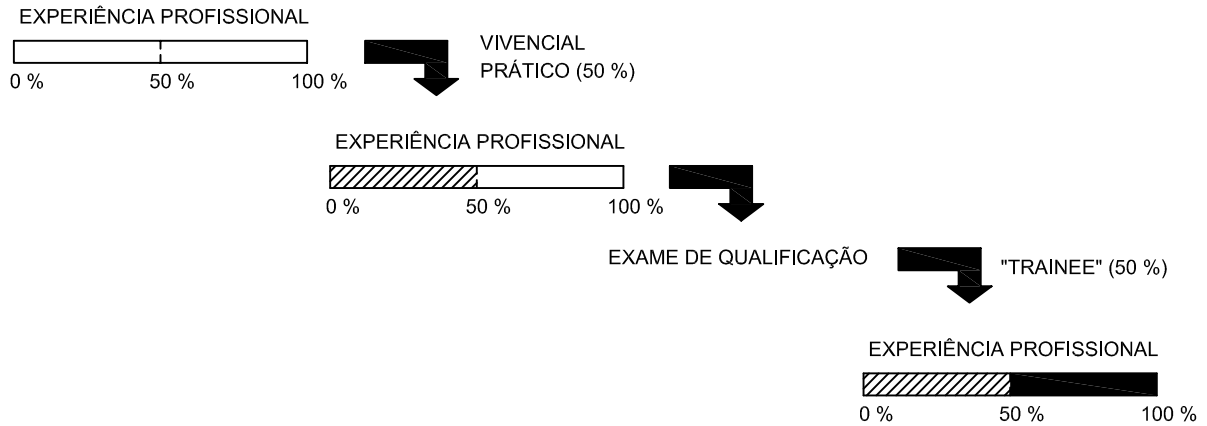 EXPERIÊNCIA PROFISSIONAL
0 % 50 % 100 %
VIVENCIAL
PRÁTICO (50 %)
EXPERIÊNCIA PROFISSIONAL
0 % 50 % 100 %
EXAME DE QUALIFICAÇÃO
"TRAINEE" (50 %)
EXPERIÊNCIA PROFISSIONAL
0 % 50 % 100 %